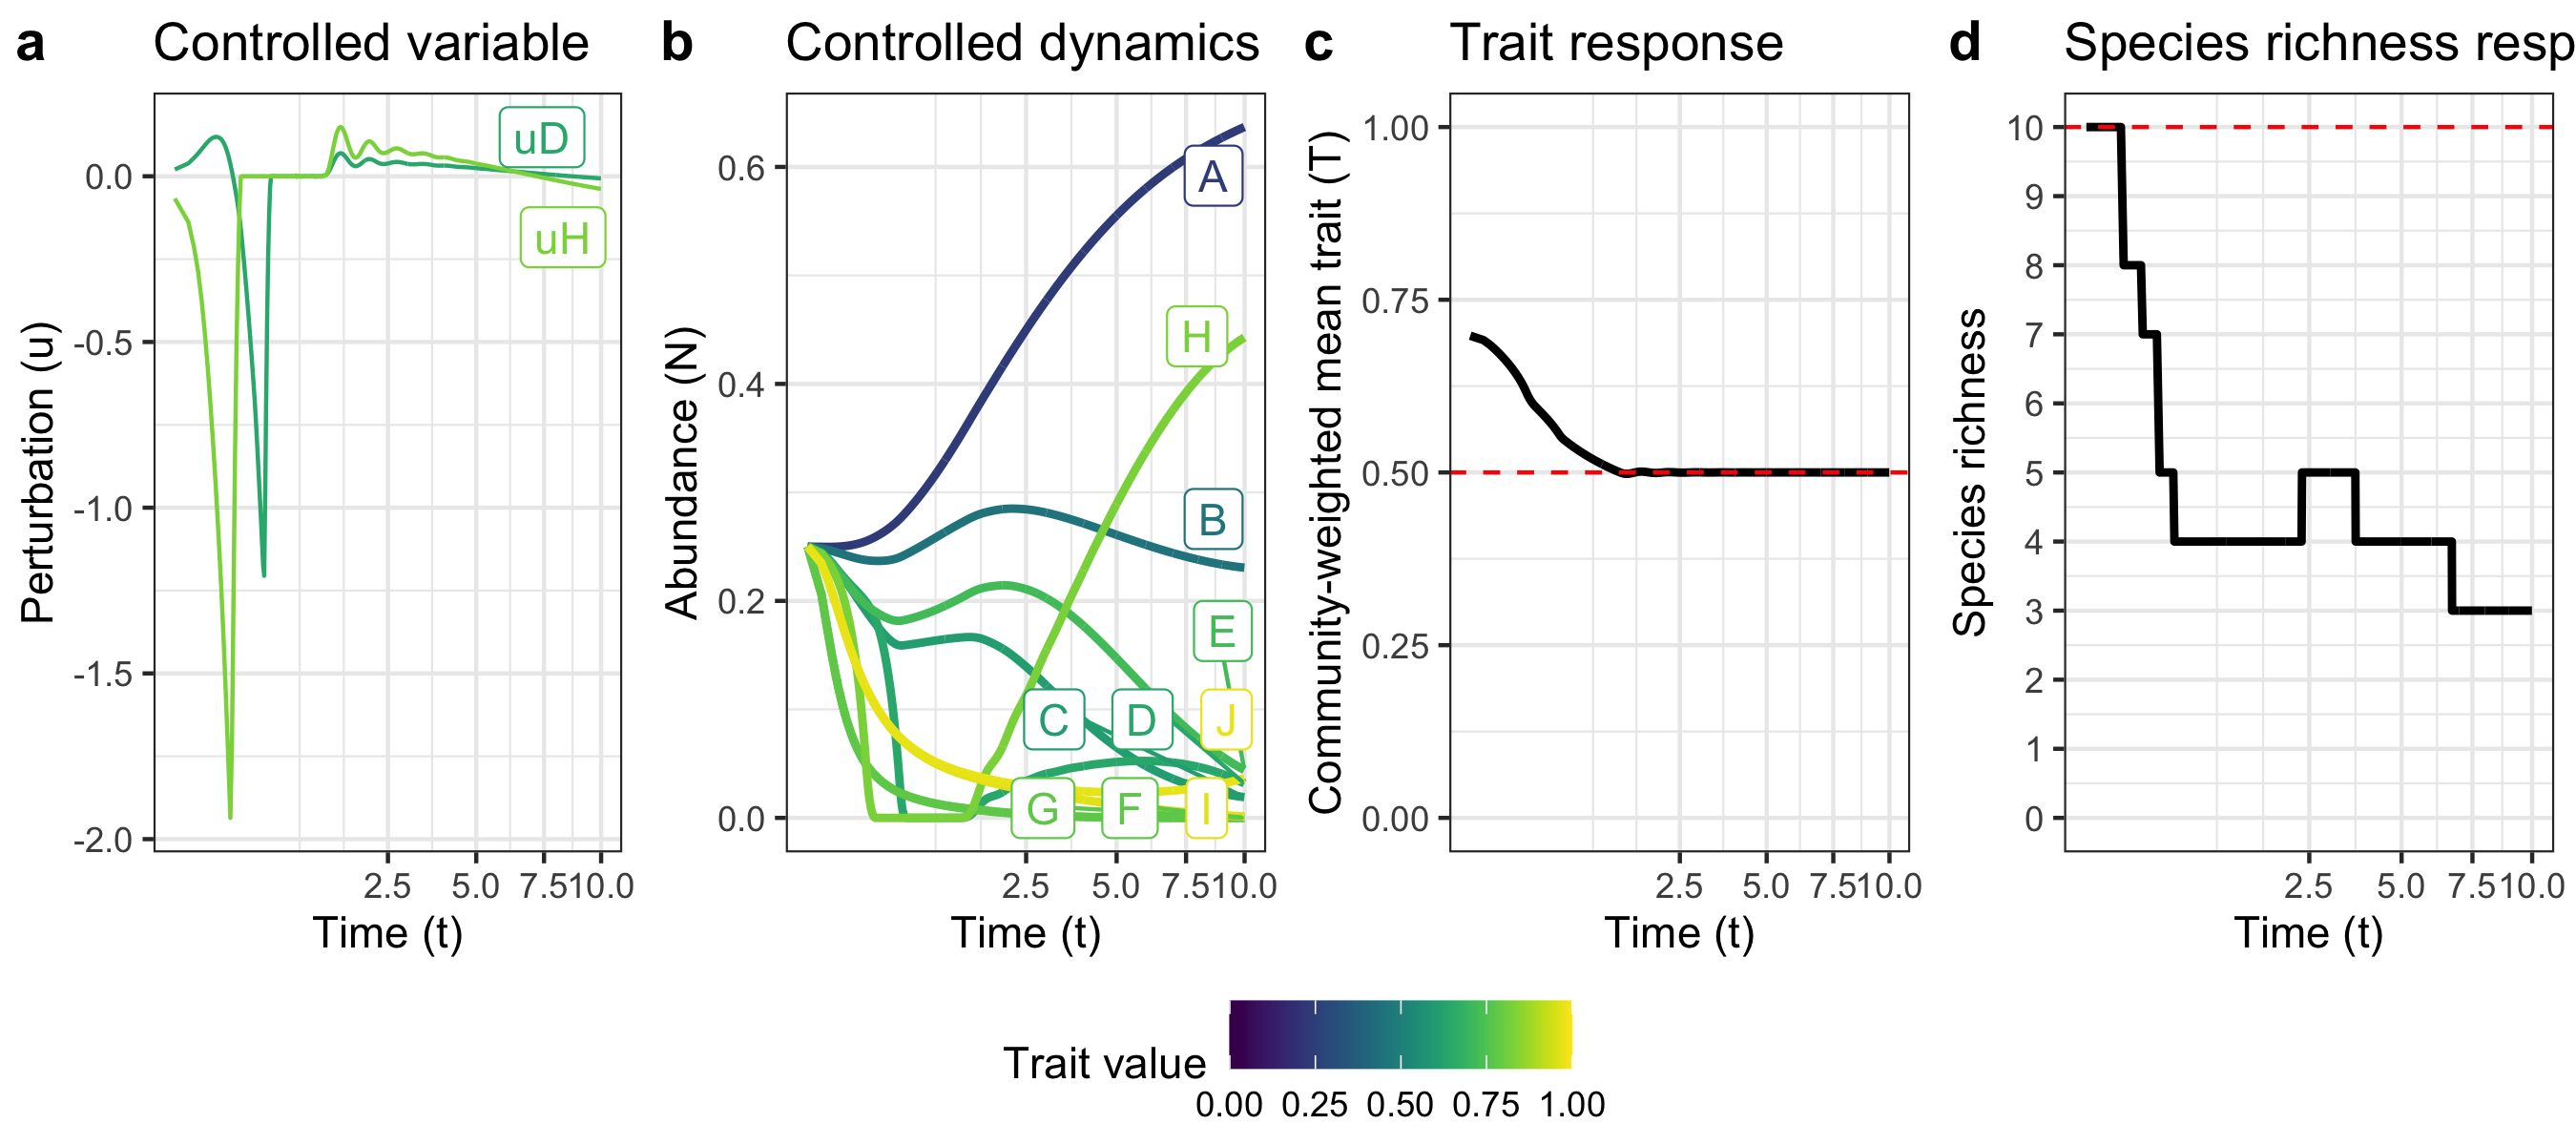 a Controlled variable
Perturbation (u)
0.0
-0.5
-1.0
-1.5
-2.0
uD
uH
2.5 5.0 7.5 10.0
Time (t)
b Controlled dynamics
Abundance (N)
0.6
0.4
0.2
0.0
A
H
B
E
C D J
G F I
2.5 5.0 7.5 10.0
Time (t)
c Trait response
Community-weighted mean trait (T)
1.00
0.75
0.50
0.25
0.00
2.5 5.0 7.5 10.0
Time (t)
d Species richness resp
Species richness
10
9
8
7
6
5
4
3
2
1
0
2.5 5.0 7.5 10.0
Time (t)
Trait value
0.00 0.25 0.50 0.75 1.00